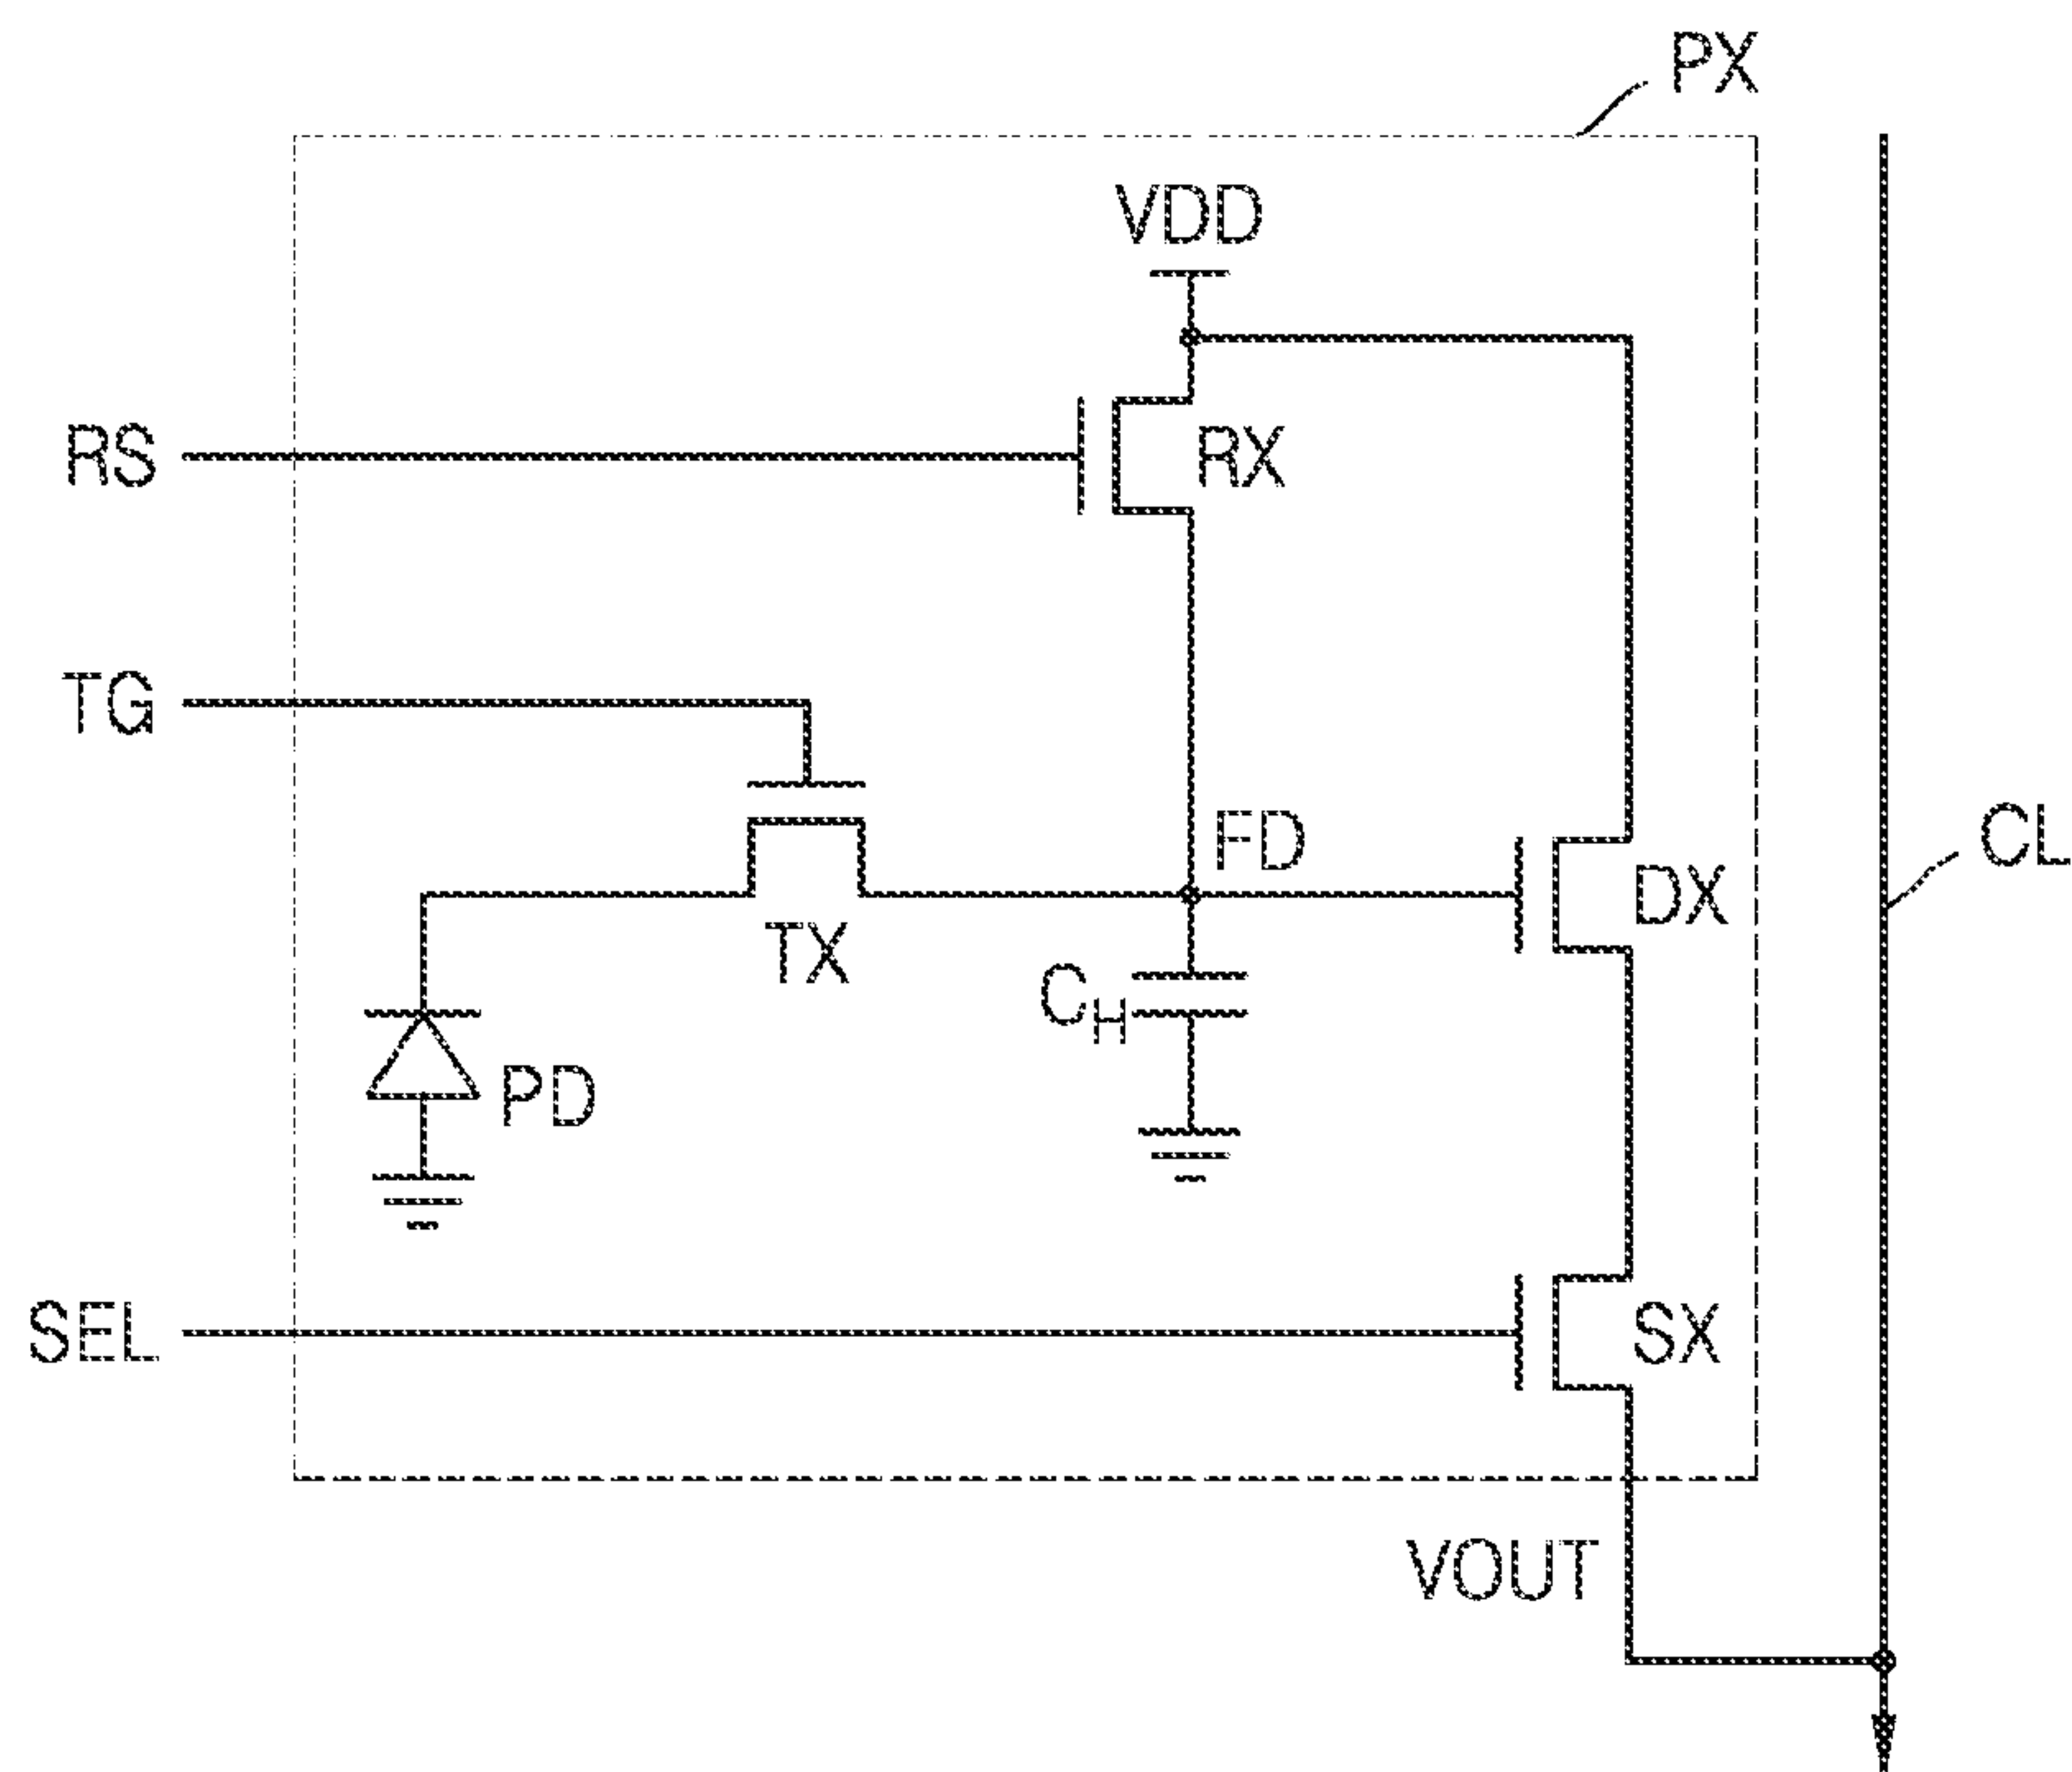 PX
VDD
RS
RX
TG
FD
CL
DX
TX
CH
PD
SEL
SX
VOUT